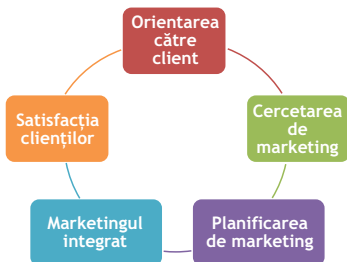 Orientarea
către
client
Cercetarea
de
marketing
Planificarea
de marketing
Marketingul
integrat
Satisfacția
clienților